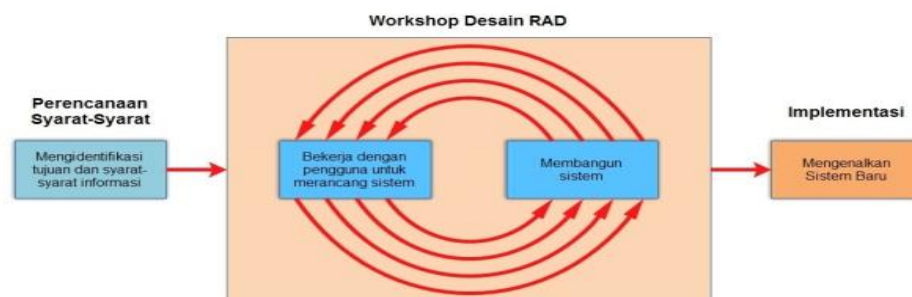 Workshop Desain RAD
Perencanaan
Syarat-Syarat
Mengidentifikasi
tujuan dan syarat-
syarat informasi
Bekerja dengan
pengguna untuk
merancang sistem
Membangun
sistem
Implementasi
Mengenalkan
Sistem Baru